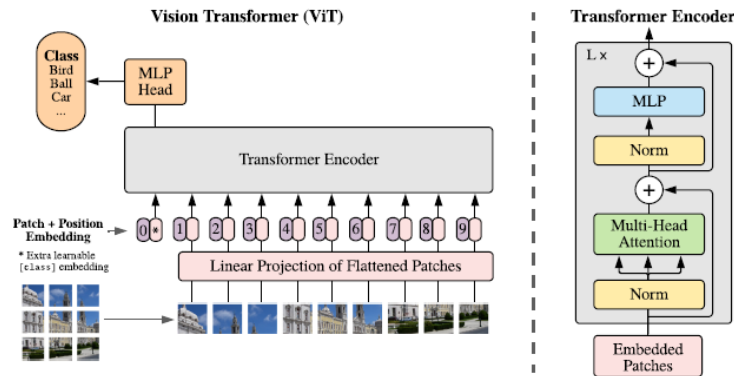 Vision Transformer (ViT)
Class
Bird
Ball
Car
...
MLP
Head
Transformer Encoder
Patch + Position
Embedding
* Extra learnable
[class] embedding
0 * 1 2 3 4 5 6 7 8 9
Linear Projection of Flattened Patches
Transformer Encoder
L x
+
MLP
Norm
+
Multi-Head
Attention
Norm
Embedded
Patches